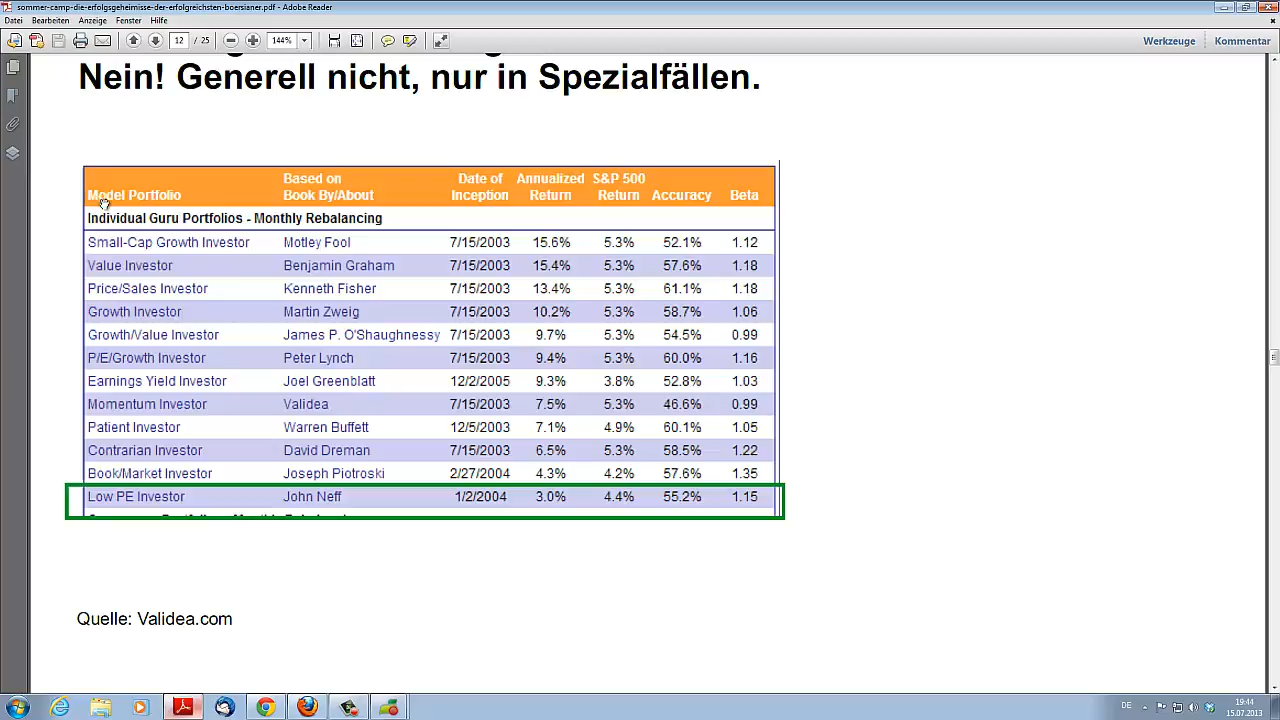 sommer-camp-die-erfolgsgeheimisse-der-erfolgreichsten-boersianer.pdf - Adobe Reader
Datei Bearbeiten Anzeige Fenster Hilfe
12 / 25 144% Werkzeuge Kommentar
Nein! Generell nicht, nur in Spezialfällen.
Based on Date of Annualized S&P 500
Model Portfolio Book By/About Inception Return Return Accuracy Beta
Individual Guru Portfolios - Monthly Rebalancing
Small-Cap Growth Investor Motley Fool 7/15/2003 15.6% 5.3% 52.1% 1.12
Value Investor Benjamin Graham 7/15/2003 15.4% 5.3% 57.6% 1.18
Price/Sales Investor Kenneth Fisher 7/15/2003 13.4% 5.3% 61.1% 1.18
Growth Investor Martin Zweig 7/15/2003 10.2% 5.3% 58.7% 1.06
Growth/Value Investor James P. O'Shaughnessy 7/15/2003 9.7% 5.3% 54.5% 0.99
P/E/Growth Investor Peter Lynch 7/15/2003 9.4% 5.3% 60.0% 1.16
Earnings Yield Investor Joel Greenblatt 12/2/2005 9.3% 3.8% 52.8% 1.03
Momentum Investor Validea 7/15/2003 7.5% 5.3% 46.6% 0.99
Patient Investor Warren Buffett 12/5/2003 7.1% 4.9% 60.1% 1.05
Contrarian Investor David Dreman 7/15/2003 6.5% 5.3% 58.5% 1.22
Book/Market Investor Joseph Piotroski 2/27/2004 4.3% 4.2% 57.6% 1.35
Low PE Investor John Neff 1/2/2004 3.0% 4.4% 55.2% 1.15
Quelle: Validea.com
DE 19:44
15.07.2013